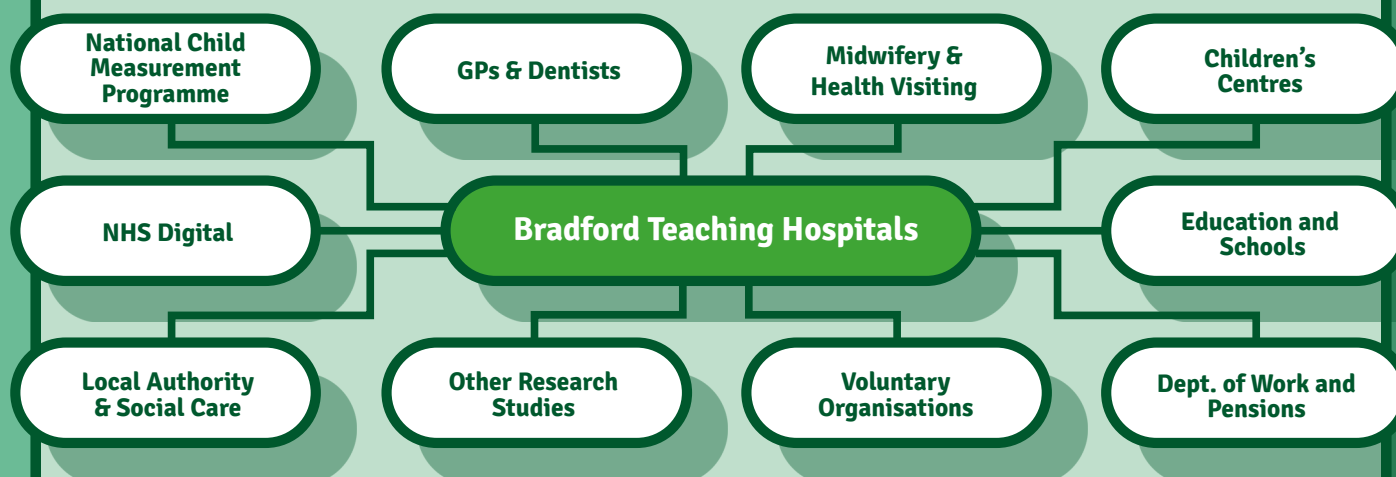 National Child
Measurement
Programme
GPs & Dentists
Midwifery &
Health Visiting
Children’s
Centres
NHS Digital
Bradford Teaching Hospitals
Education and
Schools
Local Authority
& Social Care
Other Research
Studies
Voluntary
Organisations
Dept. of Work and
Pensions